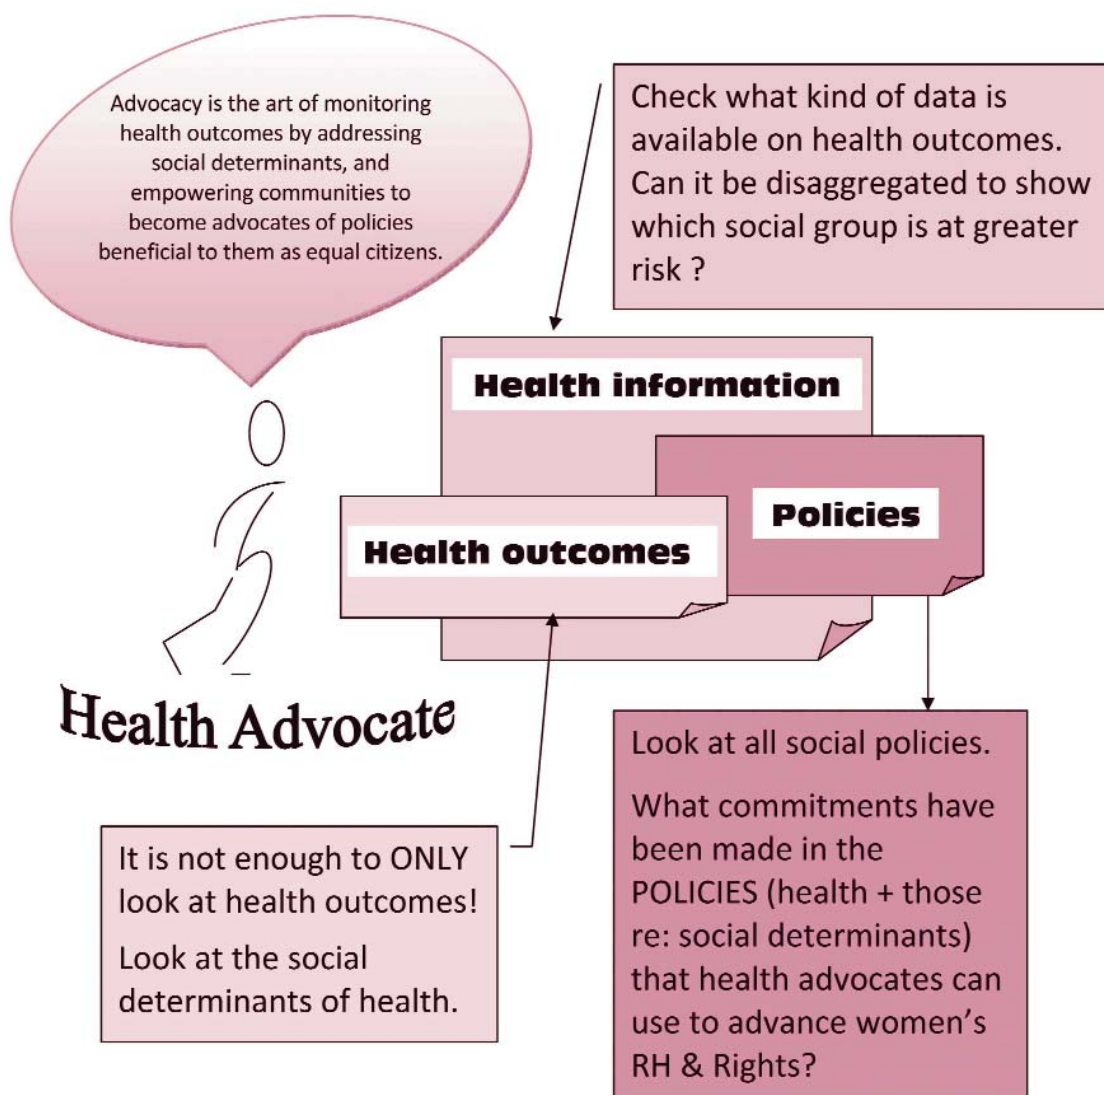 Advocacy is the art of monitoring
health outcomes by addressing
social determinants, and
empowering communities to
become advocates of policies
beneficial to them as equal citizens.
Check what kind of data is
available on health outcomes.
Can it be disaggregated to show
which social group is at greater
risk ?
Health information
Policies
Health outcomes
Health Advocate
It is not enough to ONLY
look at health outcomes!
Look at the social
determinants of health.
Look at all social policies.
What commitments have
been made in the
POLICIES (health + those
re: social determinants)
that health advocates can
use to advance women’s
RH & Rights?